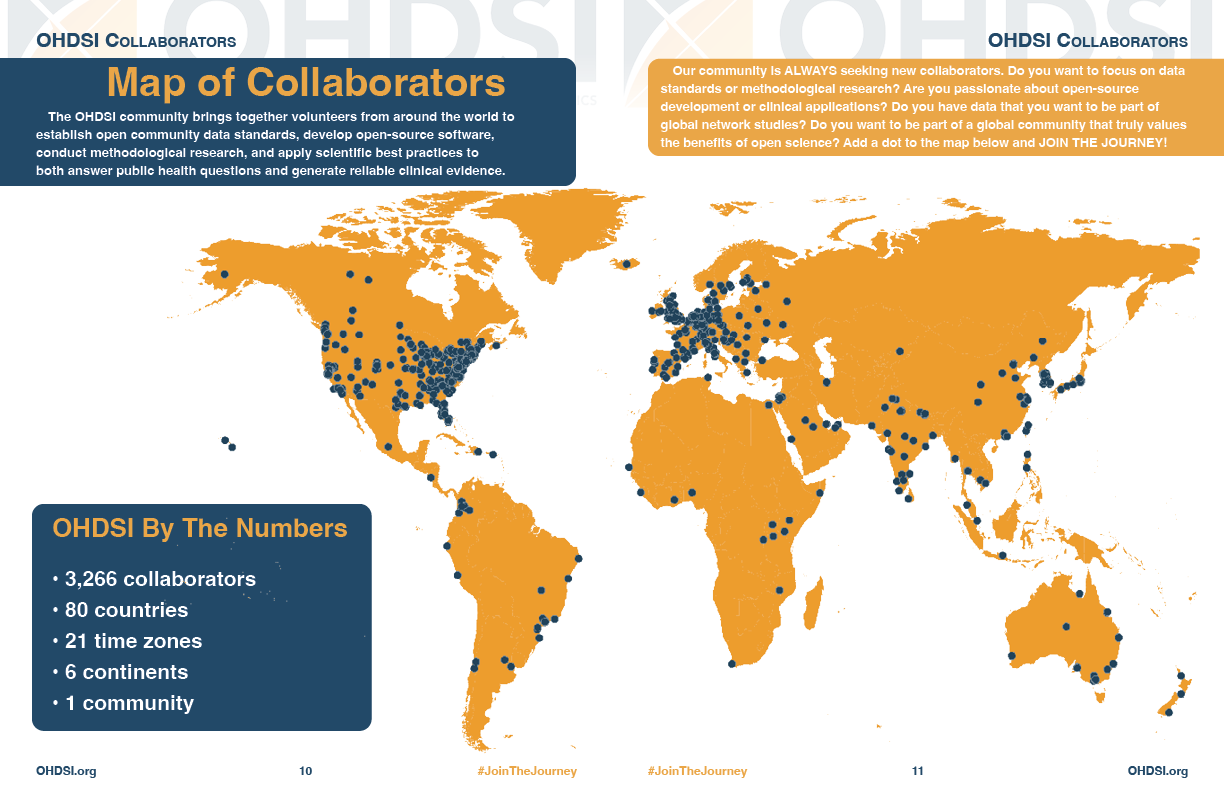 OHDSI
OHDSI
OHDSI COLLABORATORS
Map of Collaborators
The OHDSI community brings together volunteers from around the world to
establish open community data standards, develop open-source software,
conduct methodological research, and apply scientific best practices to
both answer public health questions and generate reliable clinical evidence.
OHDSI COLLABORATORS
Our community is ALWAYS seeking new collaborators. Do you want to focus on data
standards or methodological research? Are you passionate about open-source
development or clinical applications? Do you have data that you want to be part of
global network studies? Do you want to be part of a global community that truly values
the benefits of open science? Add a dot to the map below and JOIN THE JOURNEY!
OHDSI By The Numbers
• 3,266 collaborators
• 80 countries
• 21 time zones
• 6 continents
• 1 community
OHDSI.org
10
#JoinTheJourney
#JoinTheJourney
11
OHDSI.org